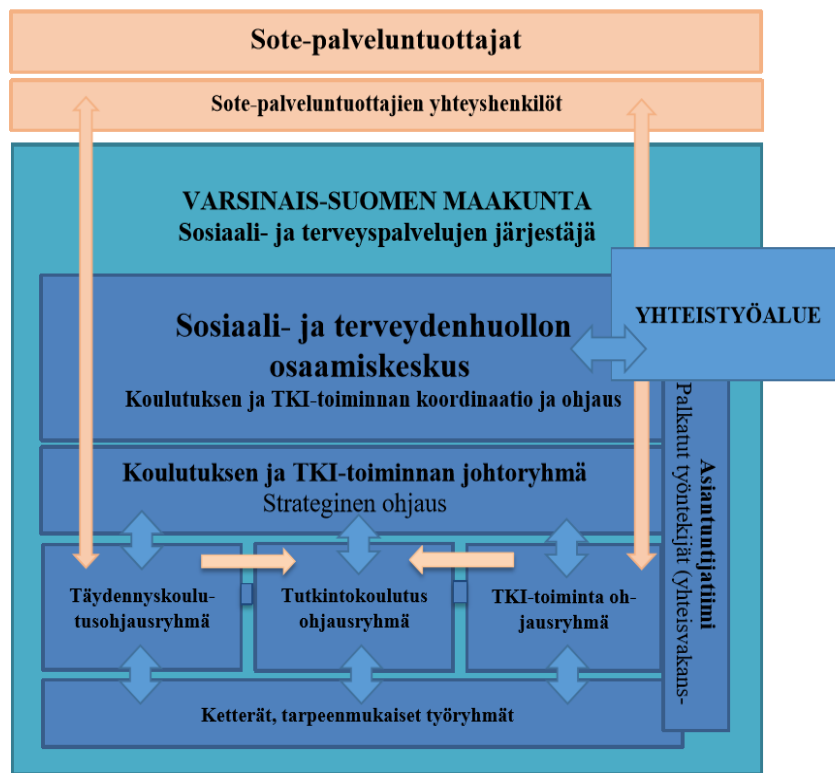 Sote-palveluntuottajat
Sote-palveluntuottajien yhteyshenkilöt
VARSINAIS-SUOMEN MAAKUNTA
Sosiaali- ja terveyspalvelujen järjestäjä
YHTEISTYÖALUE
Sosiaali- ja terveydenhuollon
osaamiskeskus
Koulutuksen ja TKI-toiminnan koordinaatio ja ohjaus
Koulutuksen ja TKI-toiminnan johtoryhmä
Strateginen ohjaus
Asiantuntijatiimi
Palkatut työntekijät (yhteisvakans-
Täydennyskoulu-
tusohjausryhmä
Tutkintokoulutus
ohjausryhmä
TKI-toiminta oh-
jausryhmä
Ketterät, tarpeenmukaiset työryhmät